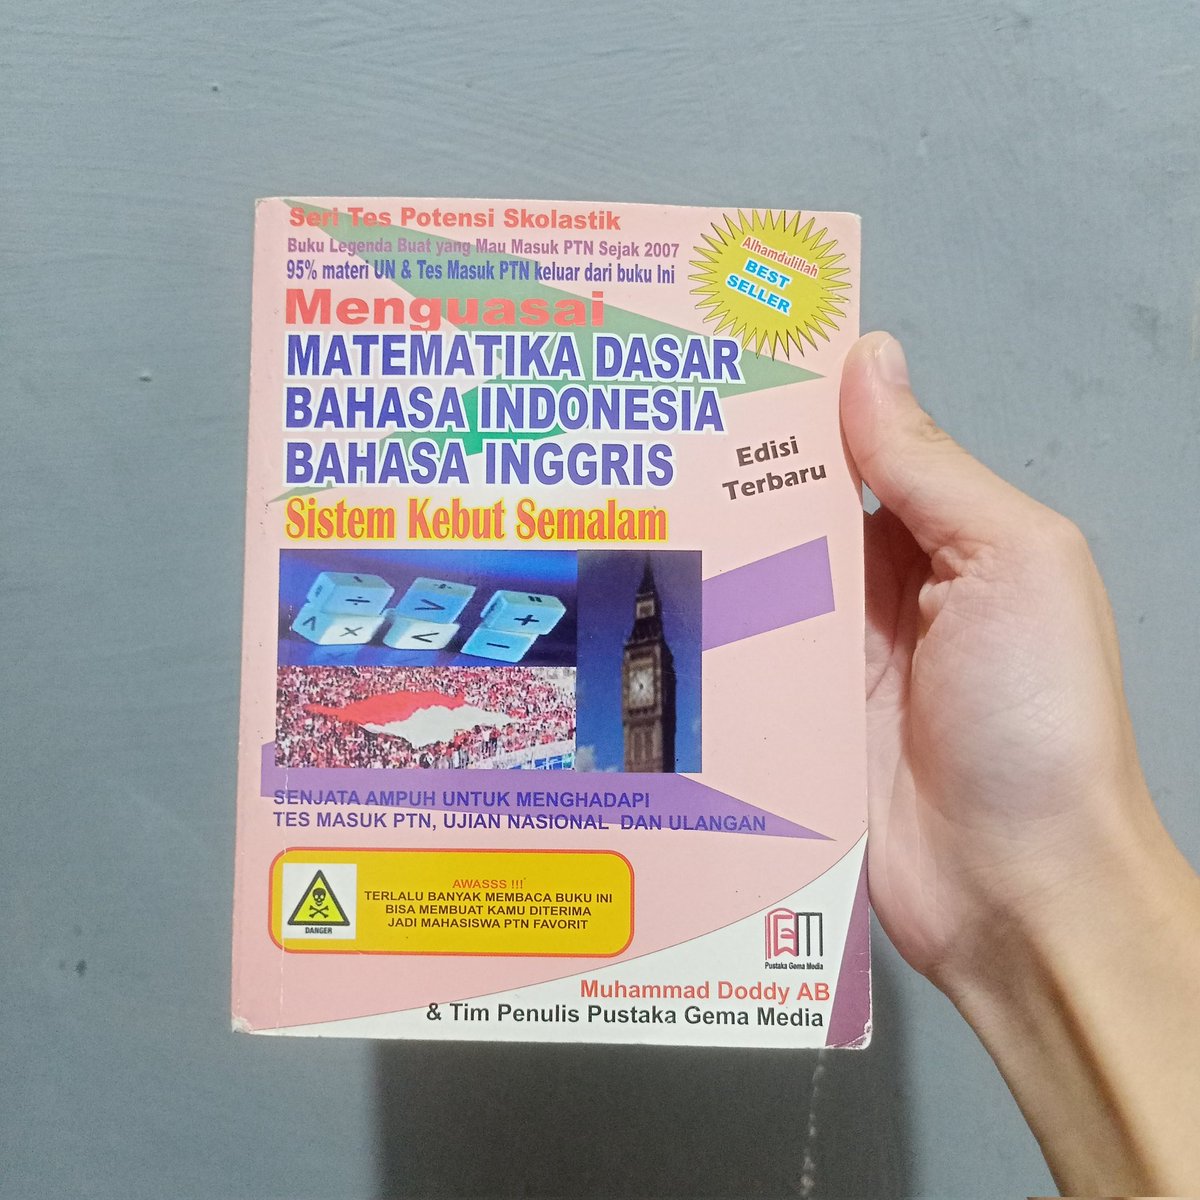 Seri Tes Potensi Skolastik
Buku Legenda Buat yang Mau Masuk PTN Sejak 2007
95% materi UN & Tes Masuk PTN keluar dari buku Ini
Alhamdulillah
BEST
SELLER
Menguasai
MATEMATIKA DASAR
BAHASA INDONESIA
BAHASA INGGRIS
Edisi
Terbaru
Sistem Kebut Semalam
SENJATA AMPUH UNTUK MENGHADAPI
TES MASUK PTN, UJIAN NASIONAL DAN ULANGAN
AWASSS !!!
TERLALU BANYAK MEMBACA BUKU INI
BISA MEMBUAT KAMU DITERIMA
JADI MAHASISWA PTN FAVORIT
DANGER
Pustaka Gema Media
Muhammad Doddy AB
& Tim Penulis Pustaka Gema Media